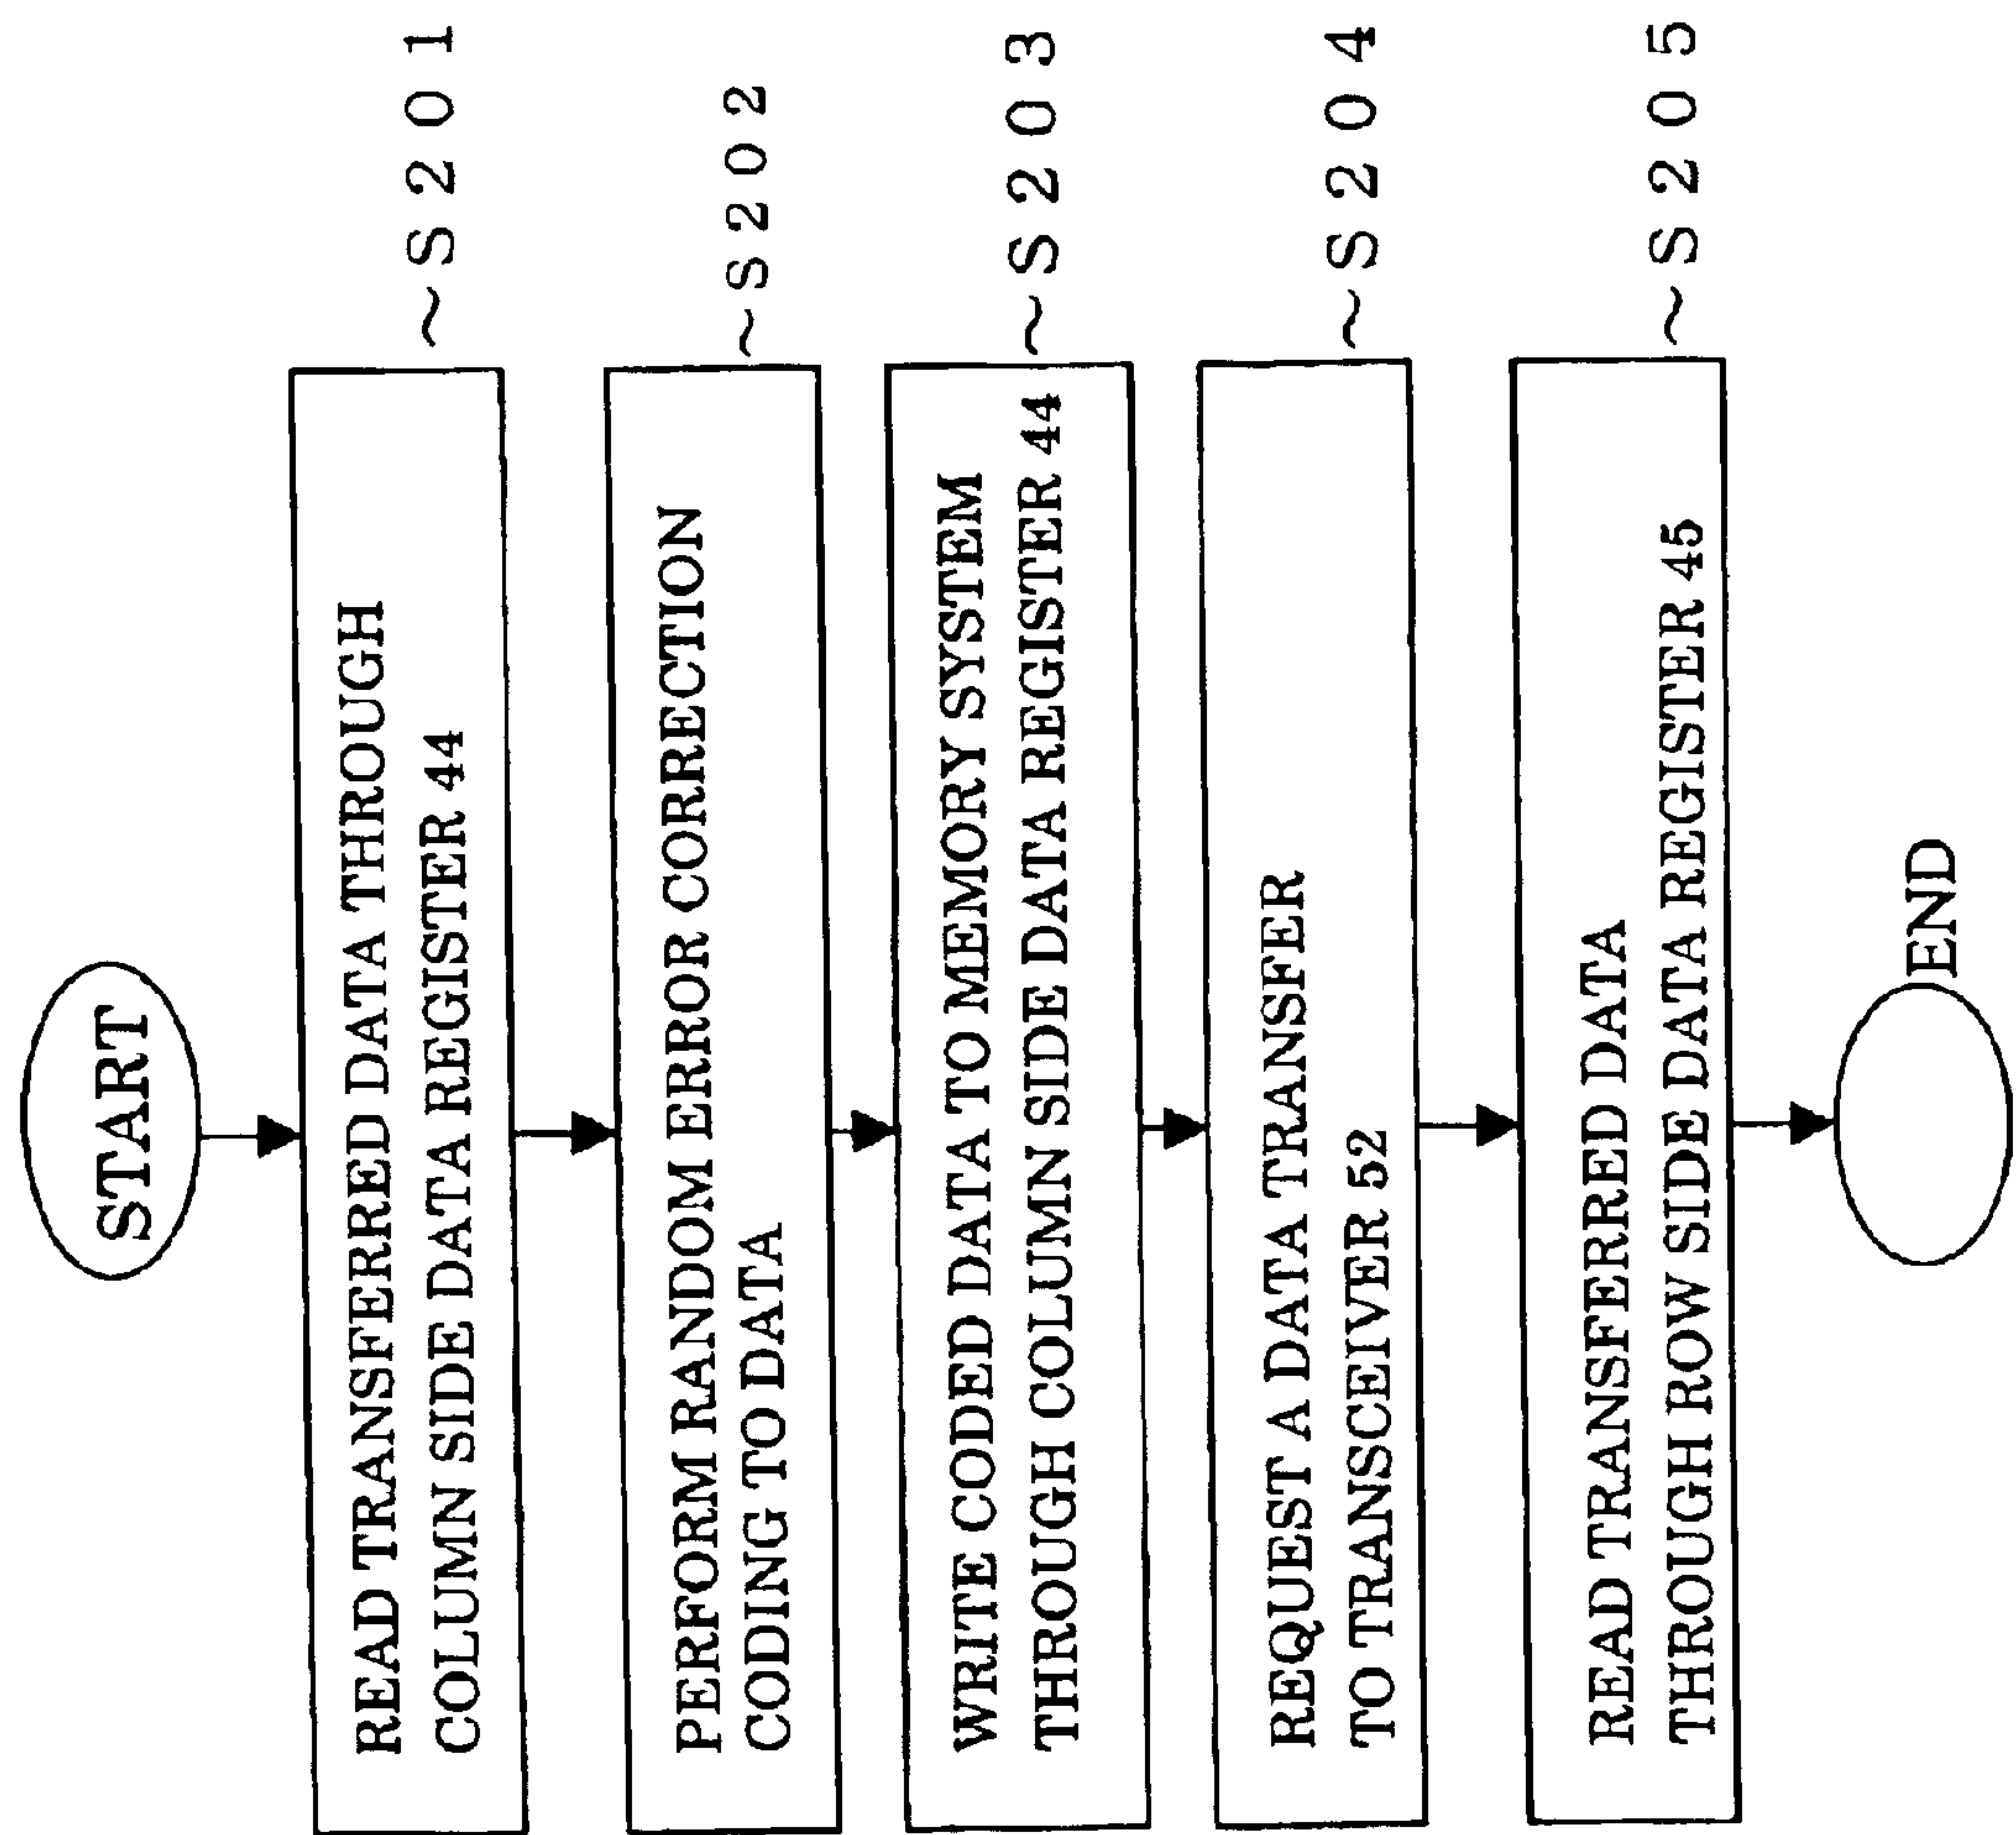 START
READ TRANSFERRED DATA THROUGH
COLUMN SIDE DATA REGISTER 44
~S201
PERFORM RANDOM ERROR CORRECTION
CODING TO DATA
~S202
WRITE CODED DATA TO MEMORY SYSTEM
THROUGH COLUMN SIDE DATA REGISTER 44
~S203
REQUEST A DATA TRANSFER
TO TRANSCEIVER 52
~S204
READ TRANSFERRED DATA
THROUGH ROW SIDE DATA REGISTER 45
~S205
END